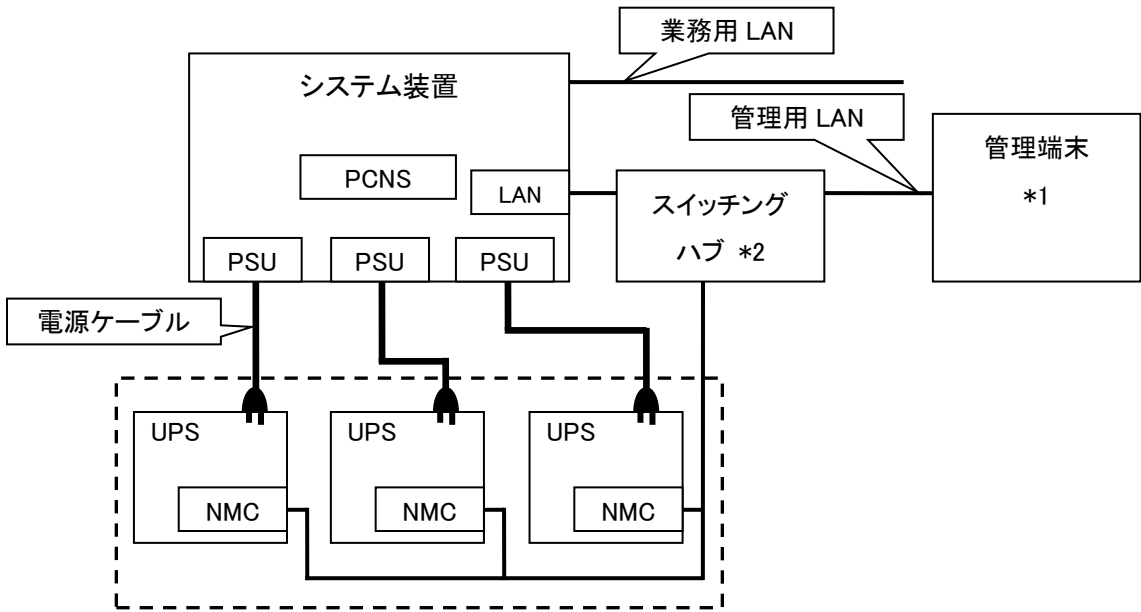 業務用 LAN
システム装置
管理用 LAN
管理端末
*1
PCNS
LAN
スイッチング
ハブ *2
PSU
PSU
PSU
電源ケーブル
UPS
UPS
UPS
NMC
NMC
NMC